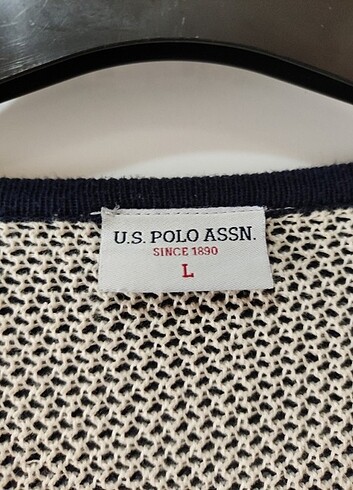 U.S. POLO ASSN.
SINCE 1890
L